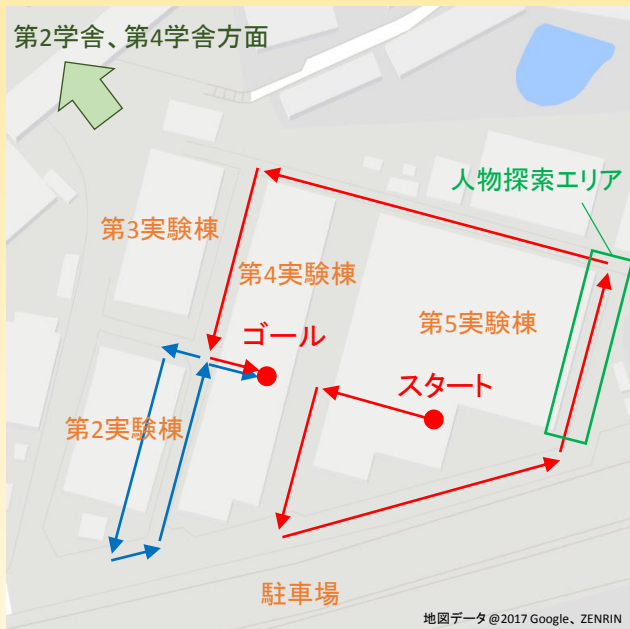 第2学舎、第4学舎方面
人物探索エリア
第3実験棟
第4実験棟
第5実験棟
ゴール
スタート
第2実験棟
駐車場
地図データ@2017 Google、ZENRIN